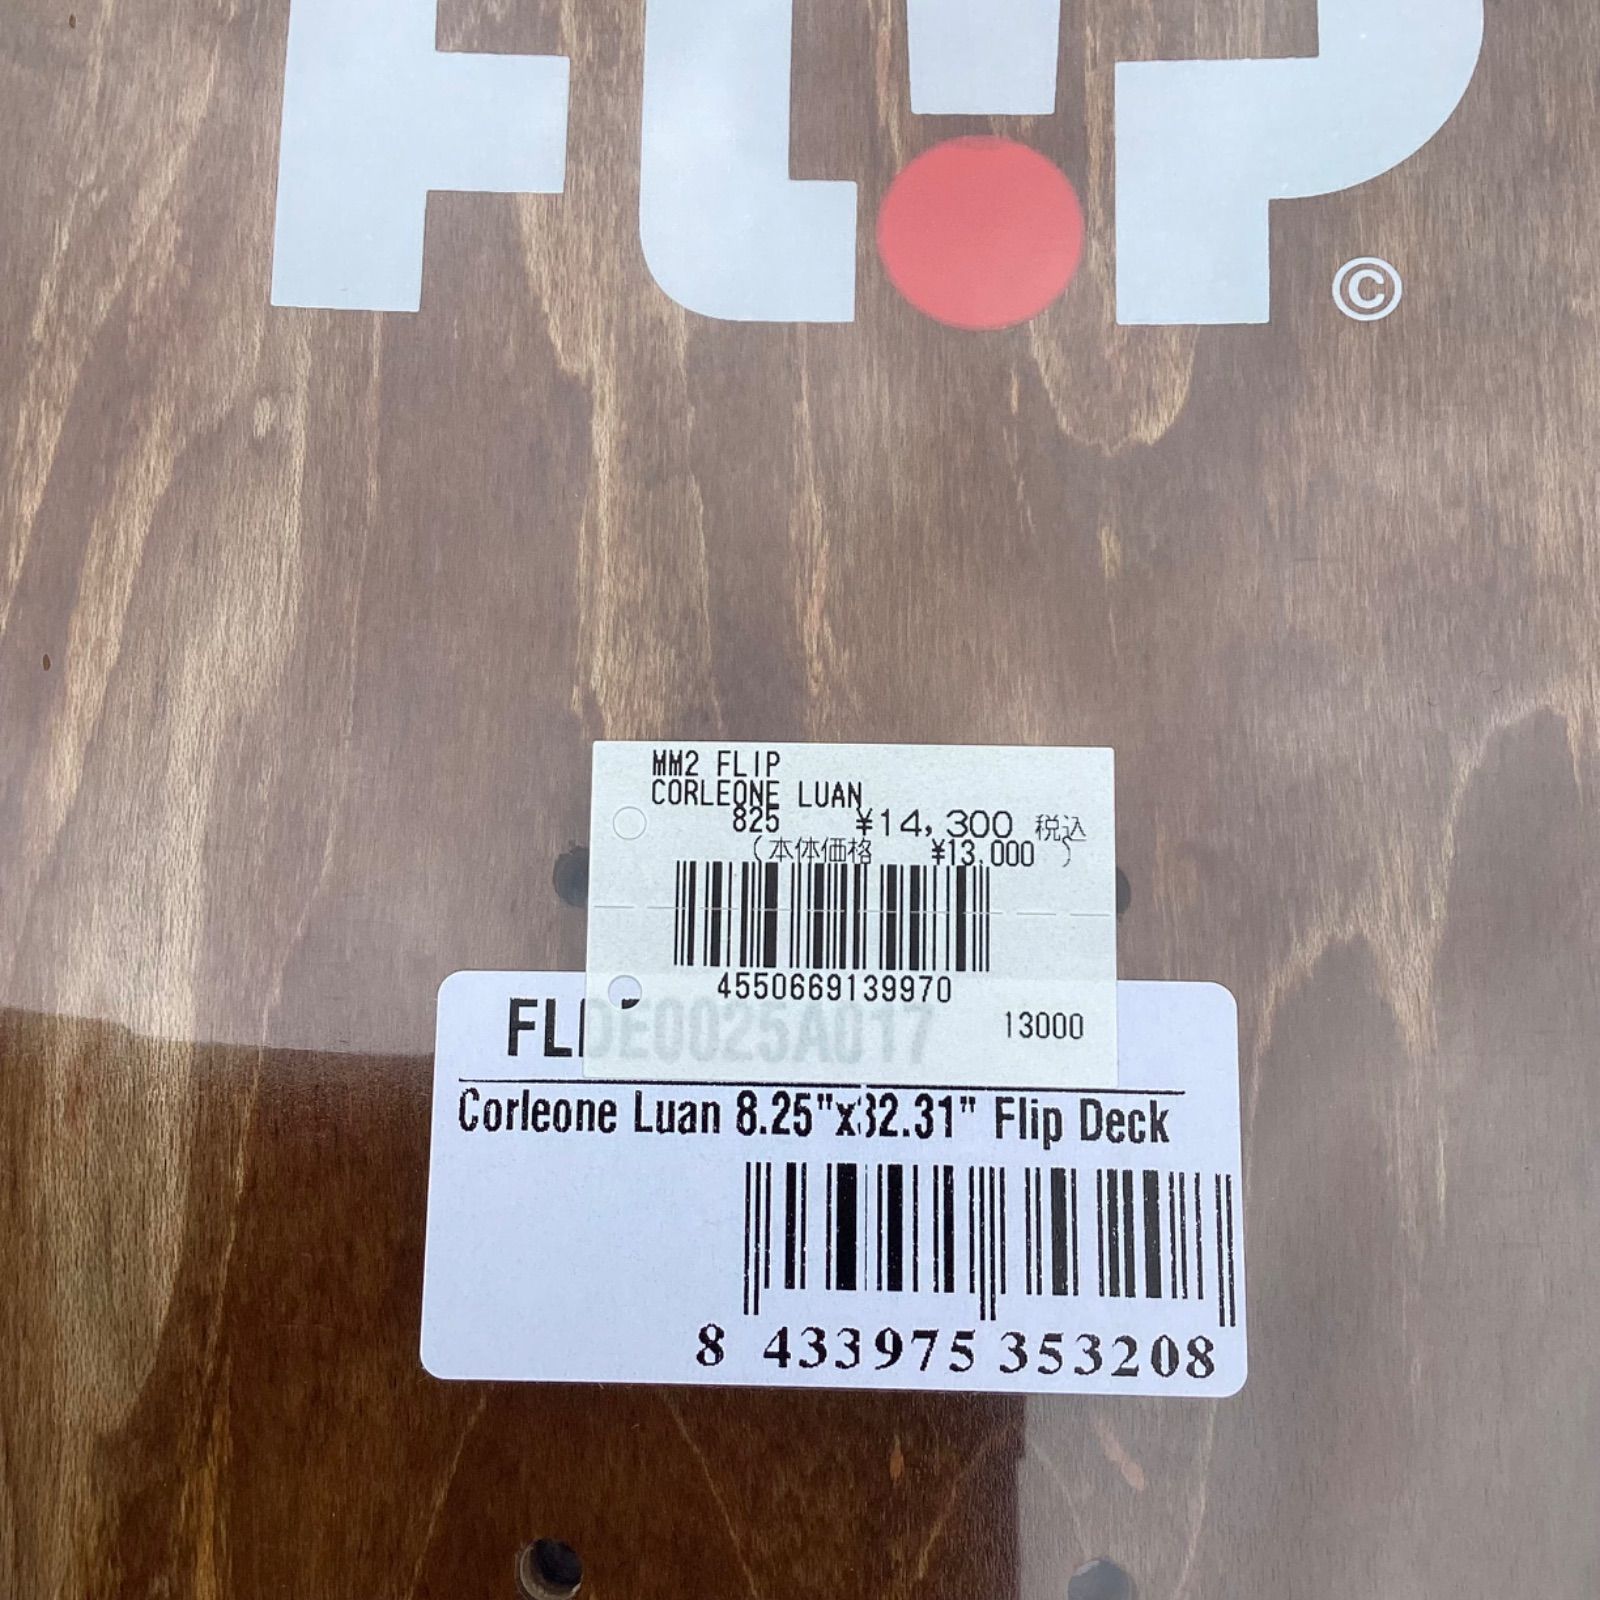 FLIP
©
MM2 FLIP
CORLEONE LUAN
825 ¥14,300 税込
(本体価格 ¥13,000 )
4550669139970
13000
DE0025A017
Corleone Luan 8.25"x32.31" Flip Deck
8 433975 353208